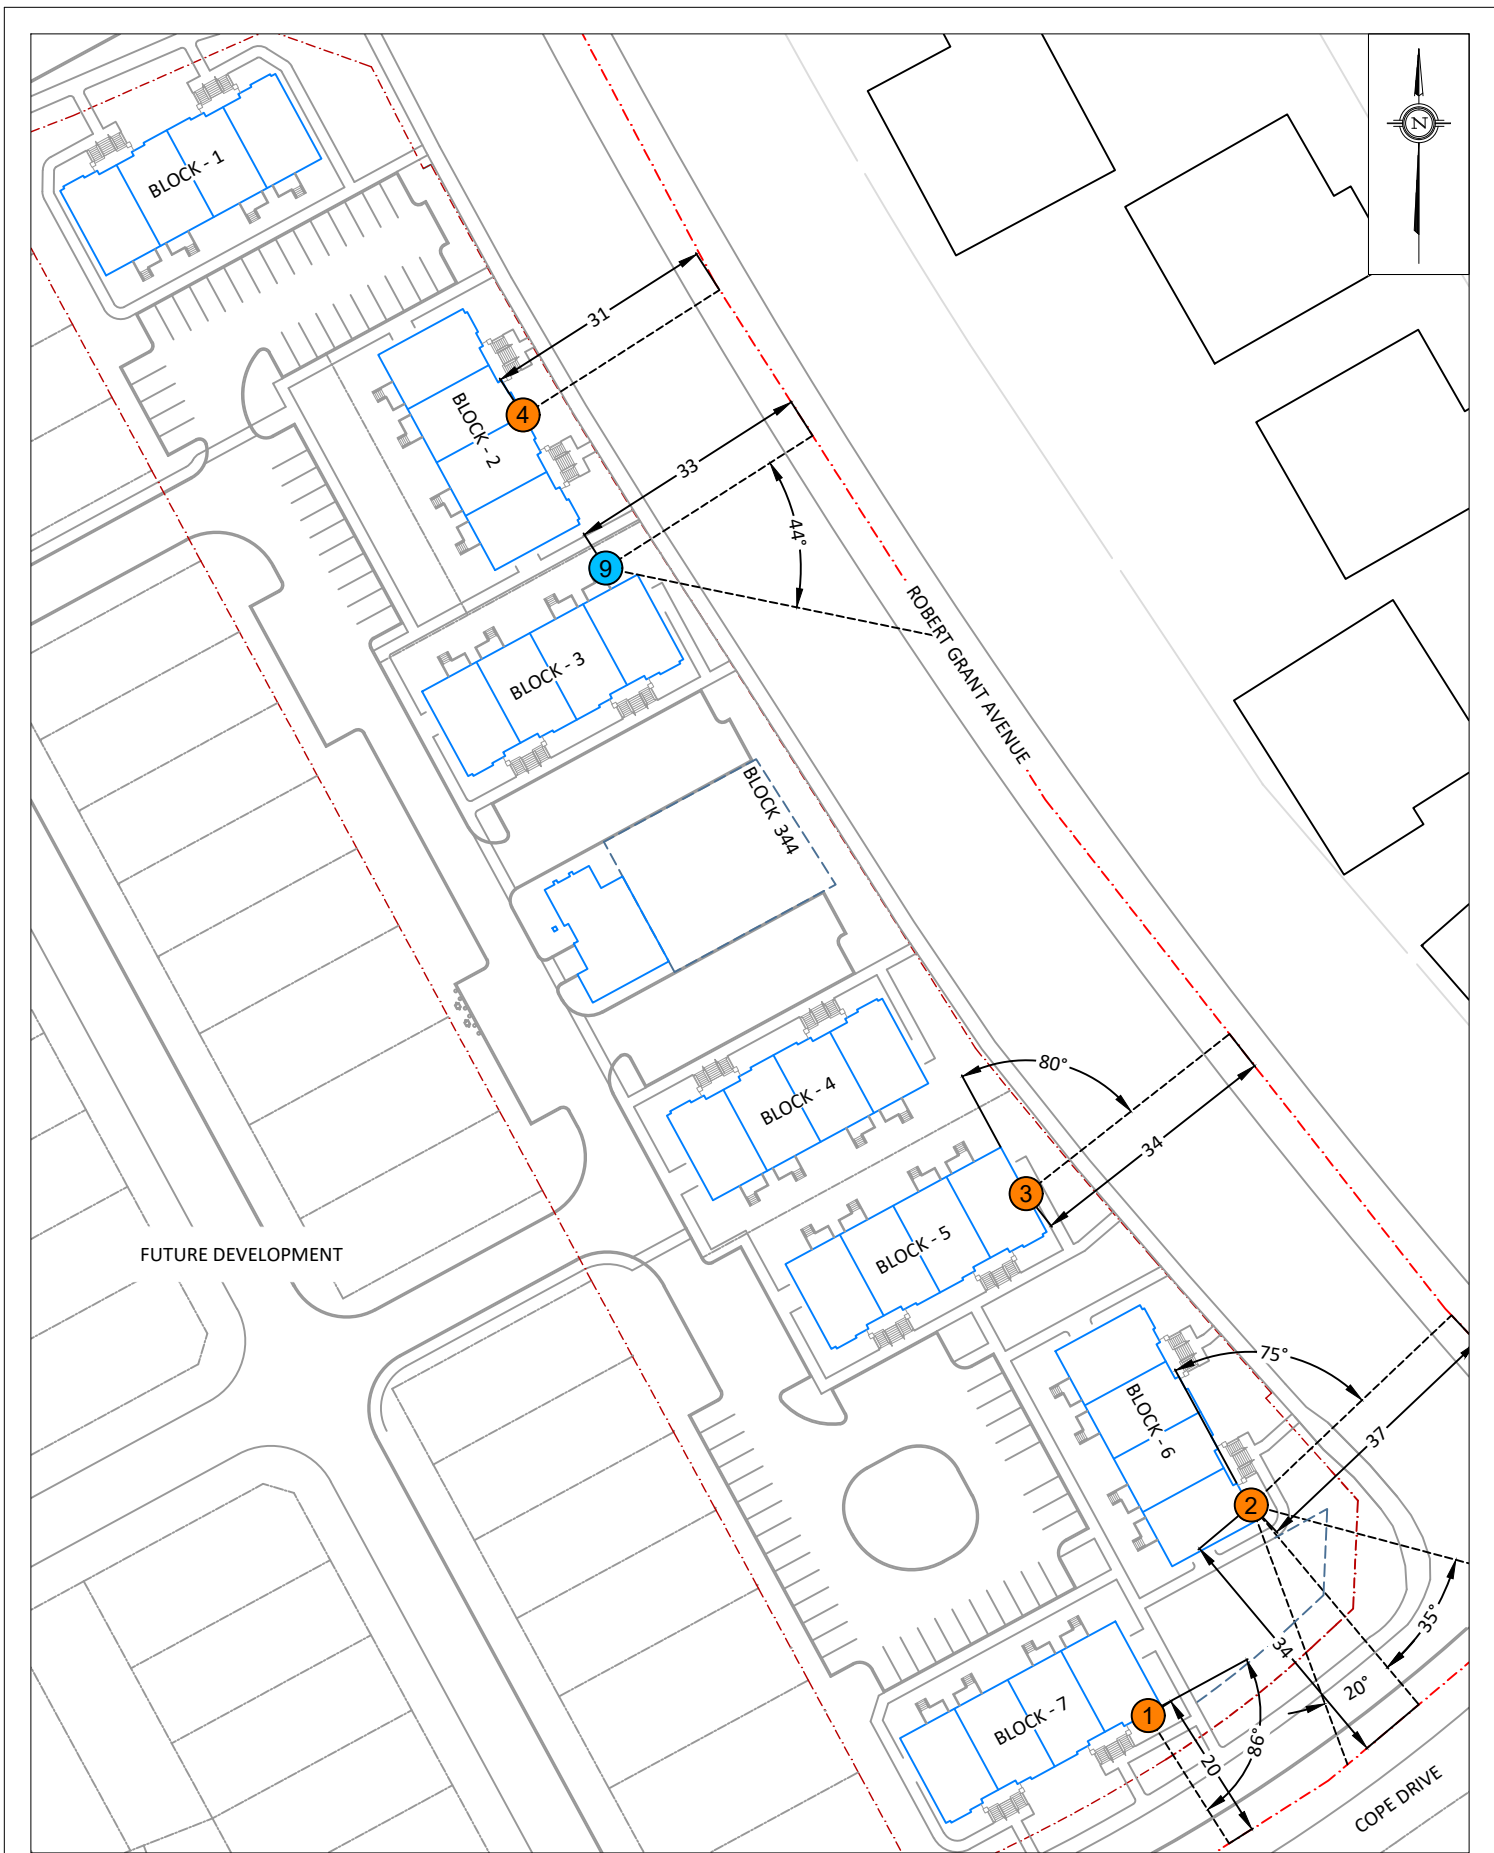 N
BLOCK - 1
31
4
BLOCK - 2
33
44°
9
ROBERT GRANT AVENUE
BLOCK - 3
BLOCK 344
80°
BLOCK - 4
34
3
BLOCK - 5
FUTURE DEVELOPMENT
75°
BLOCK - 6
37
2
35°
34
20°
1
BLOCK - 7
86°
20
COPE DRIVE